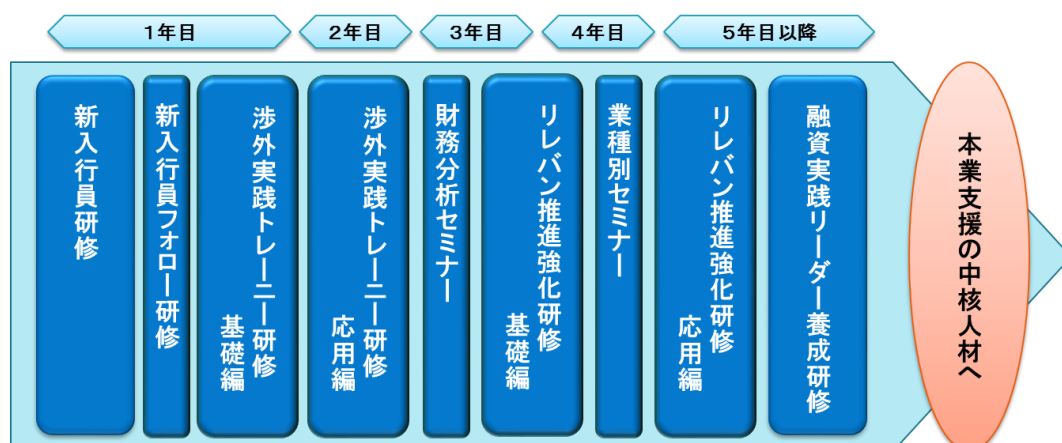 1年目
2年目
3年目
4年目
5年目以降
新入行員研修
新入行員フォロー研修
渉外実践トレーニー研修
基礎編
渉外実践トレーニー研修
応用編
財務分析セミナー
リレバン推進強化研修
基礎編
業種別セミナー
リレバン推進強化研修
応用編
融資実践リーダー養成研修
本業支援の中核人材へ